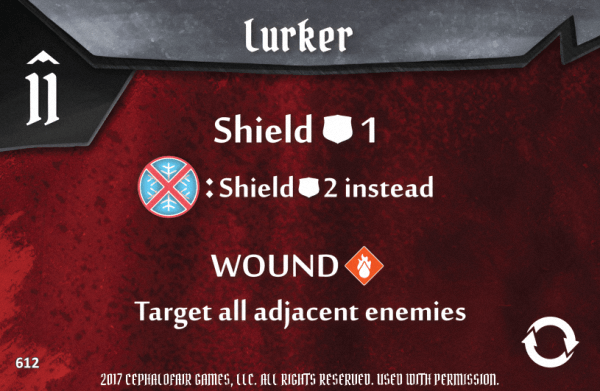 Lurker
11
Shield 1
: Shield 2 instead
WOUND
Target all adjacent enemies
612
2017 CEPHALOFAIR GAMES, LLC. ALL RIGHTS RESERVED. USED WITH PERMISSION.